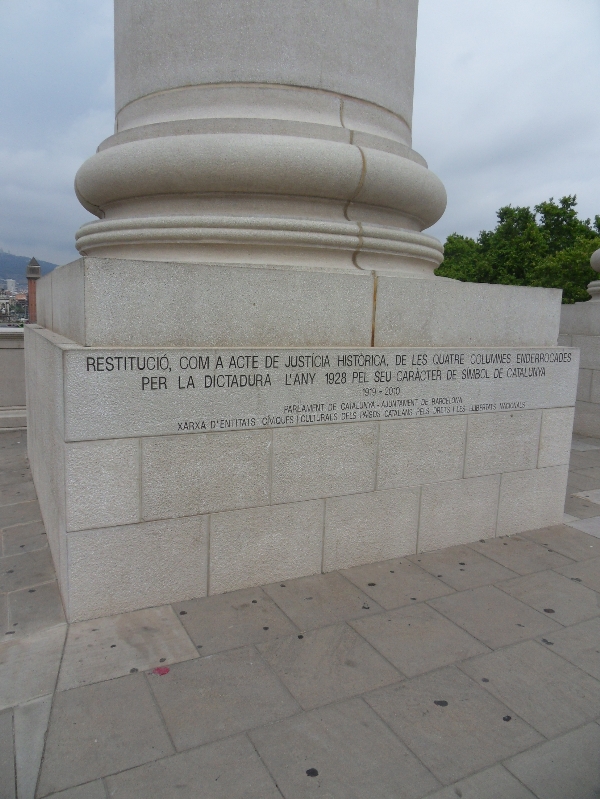 RESTITUCIÓ, COM A ACTE DE JUSTÍCIA HISTÒRICA, DE LES QUATRE COLUMNES ENDERROCADES
PER LA DICTADURA L'ANY 1928 PEL SEU CARÀCTER DE SÍMBOL DE CATALUNYA
1919 - 2010
PARLAMENT DE CATALUNYA - AJUNTAMENT DE BARCELONA
XARXA D'ENTITATS CÍVIQUES I CULTURALS DELS PAÏSOS CATALANS PELS DRETS I LES LLIBERTATS NACIONALS